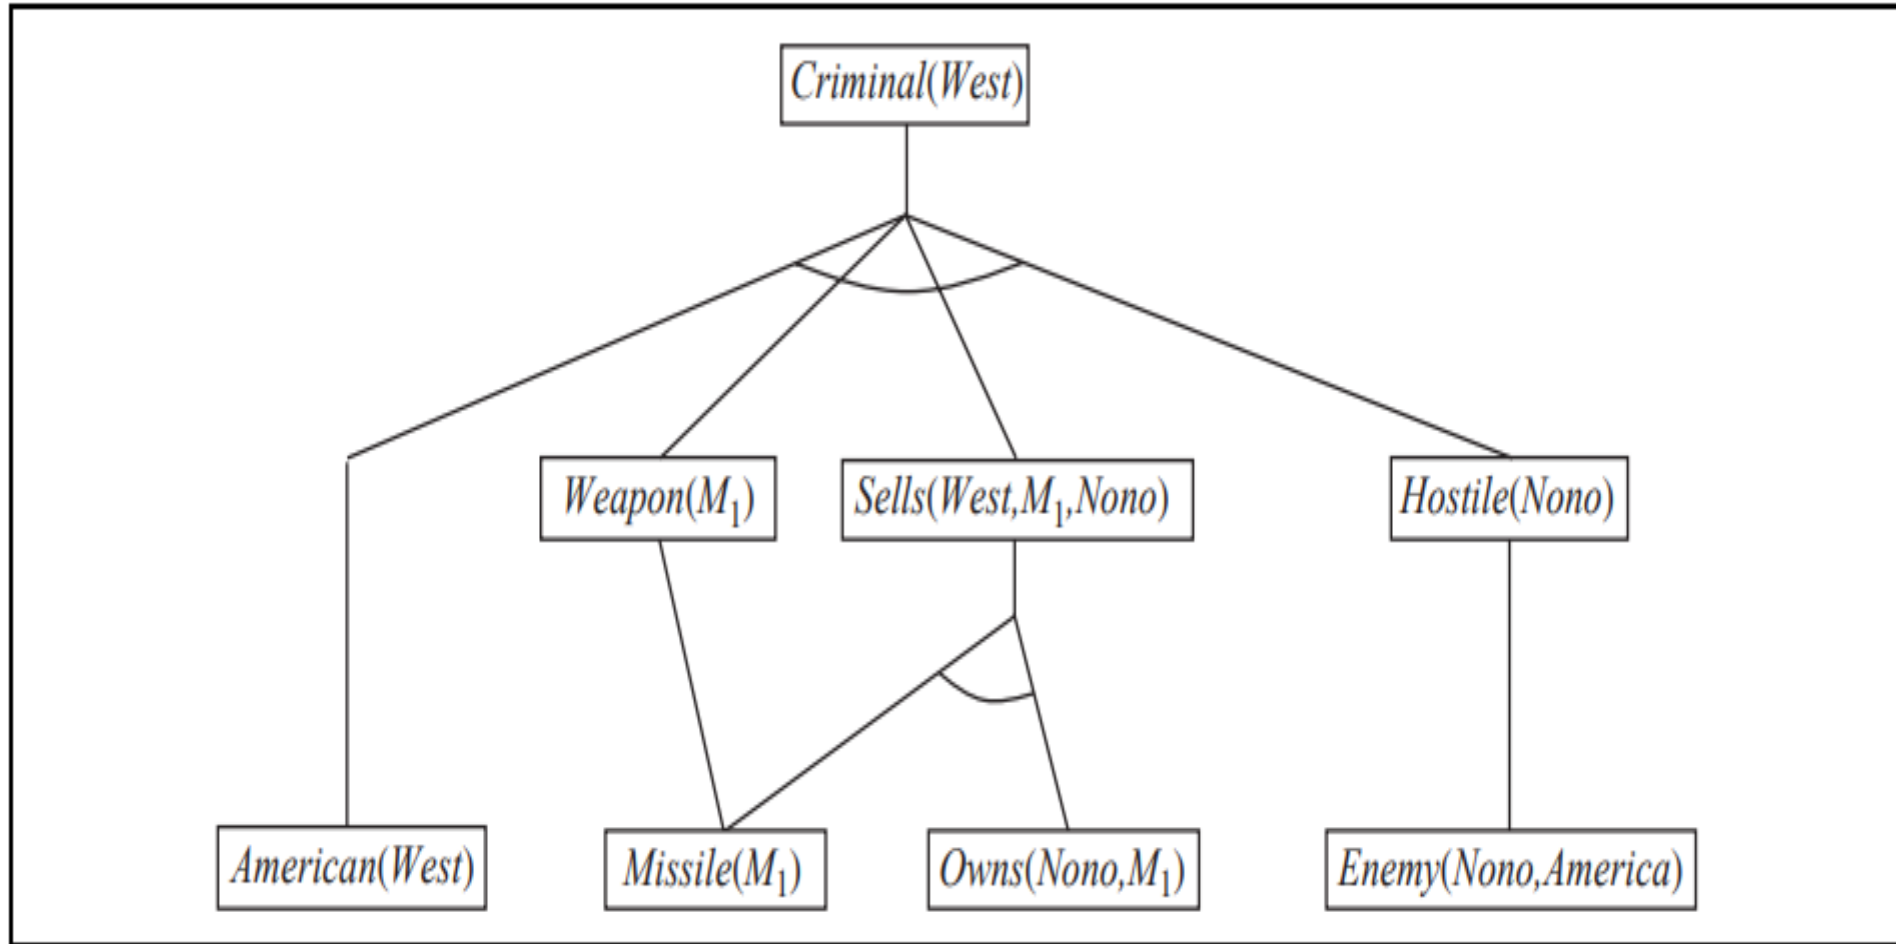 Criminal(West)
Weapon(M₁)
Sells(West,M₁,Nono)
Hostile(Nono)
American(West)
Missile(M₁)
Owns(Nono,M₁)
Enemy(Nono,America)